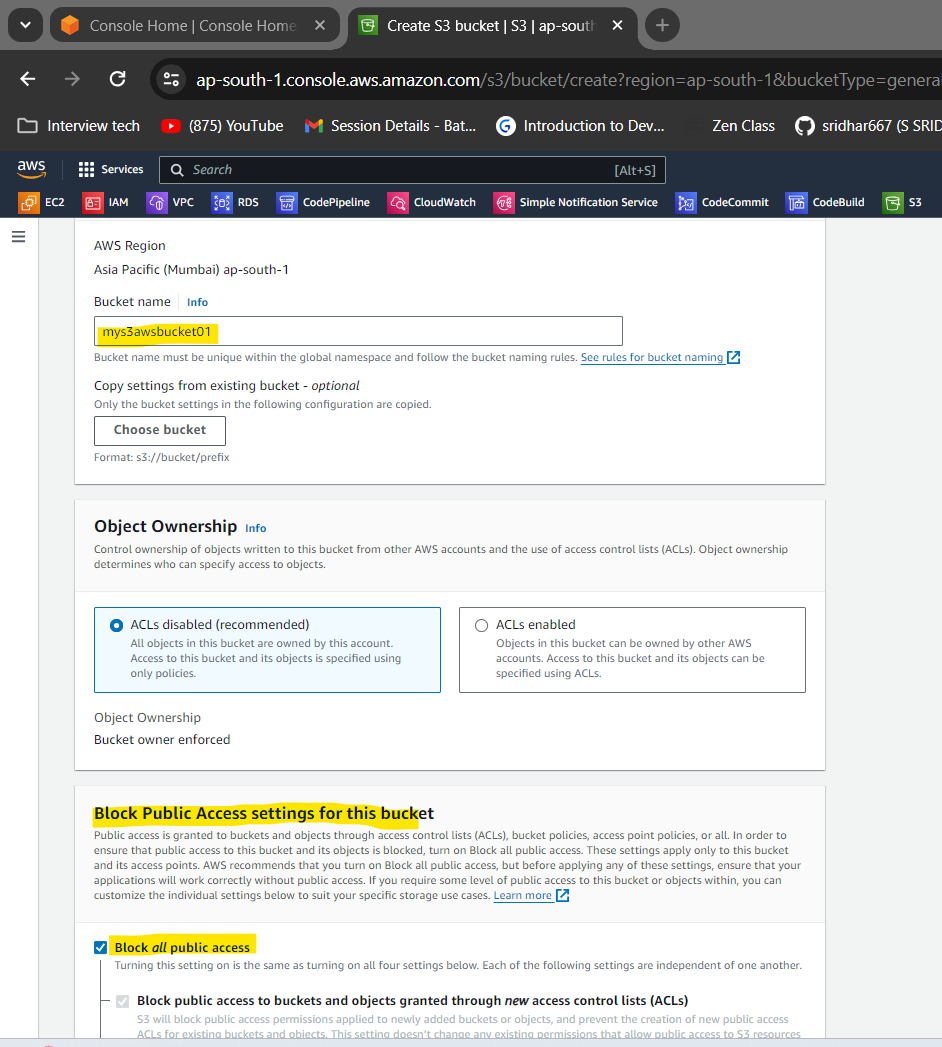 Console Home | Console Home
Create S3 bucket | S3 | ap-south
ap-south-1.console.aws.amazon.com/s3/bucket/create?region=ap-south-1&bucketType=genera
Interview tech
(875) YouTube
Session Details - Bat...
Introduction to Dev...
Zen Class
sridhar667 (S SRID
aws
Services
Search
[Alt+S]
EC2
IAM
VPC
RDS
CodePipeline
CloudWatch
Simple Notification Service
CodeCommit
CodeBuild
S3
AWS Region
Asia Pacific (Mumbai) ap-south-1
Bucket name
Info
mys3awsbucket01
Bucket name must be unique within the global namespace and follow the bucket naming rules. See rules for bucket naming
Copy settings from existing bucket - optional
Only the bucket settings in the following configuration are copied.
Choose bucket
Format: s3://bucket/prefix
Object Ownership Info
Control ownership of objects written to this bucket from other AWS accounts and the use of access control lists (ACLs). Object ownership
determines who can specify access to objects.
ACLs disabled (recommended)
All objects in this bucket are owned by this account.
Access to this bucket and its objects is specified using
only policies.
ACLs enabled
Objects in this bucket can be owned by other AWS
accounts. Access to this bucket and its objects can be
specified using ACLs.
Object Ownership
Bucket owner enforced
Block Public Access settings for this bucket
Public access is granted to buckets and objects through access control lists (ACLs), bucket policies, access point policies, or all. In order to
ensure that public access to this bucket and its objects is blocked, turn on Block all public access. These settings apply only to this bucket
and its access points. AWS recommends that you turn on Block all public access, but before applying any of these settings, ensure that your
applications will work correctly without public access. If you require some level of public access to this bucket or objects within, you can
customize the individual settings below to suit your specific storage use cases. Learn more
Block all public access
Turning this setting on is the same as turning on all four settings below. Each of the following settings are independent of one another.
Block public access to buckets and objects granted through new access control lists (ACLs)
S3 will block public access permissions applied to newly added buckets or objects, and prevent the creation of new public access
ACLs for existing buckets and objects. This setting doesn't change any existing permissions that allow public access to S3 resources